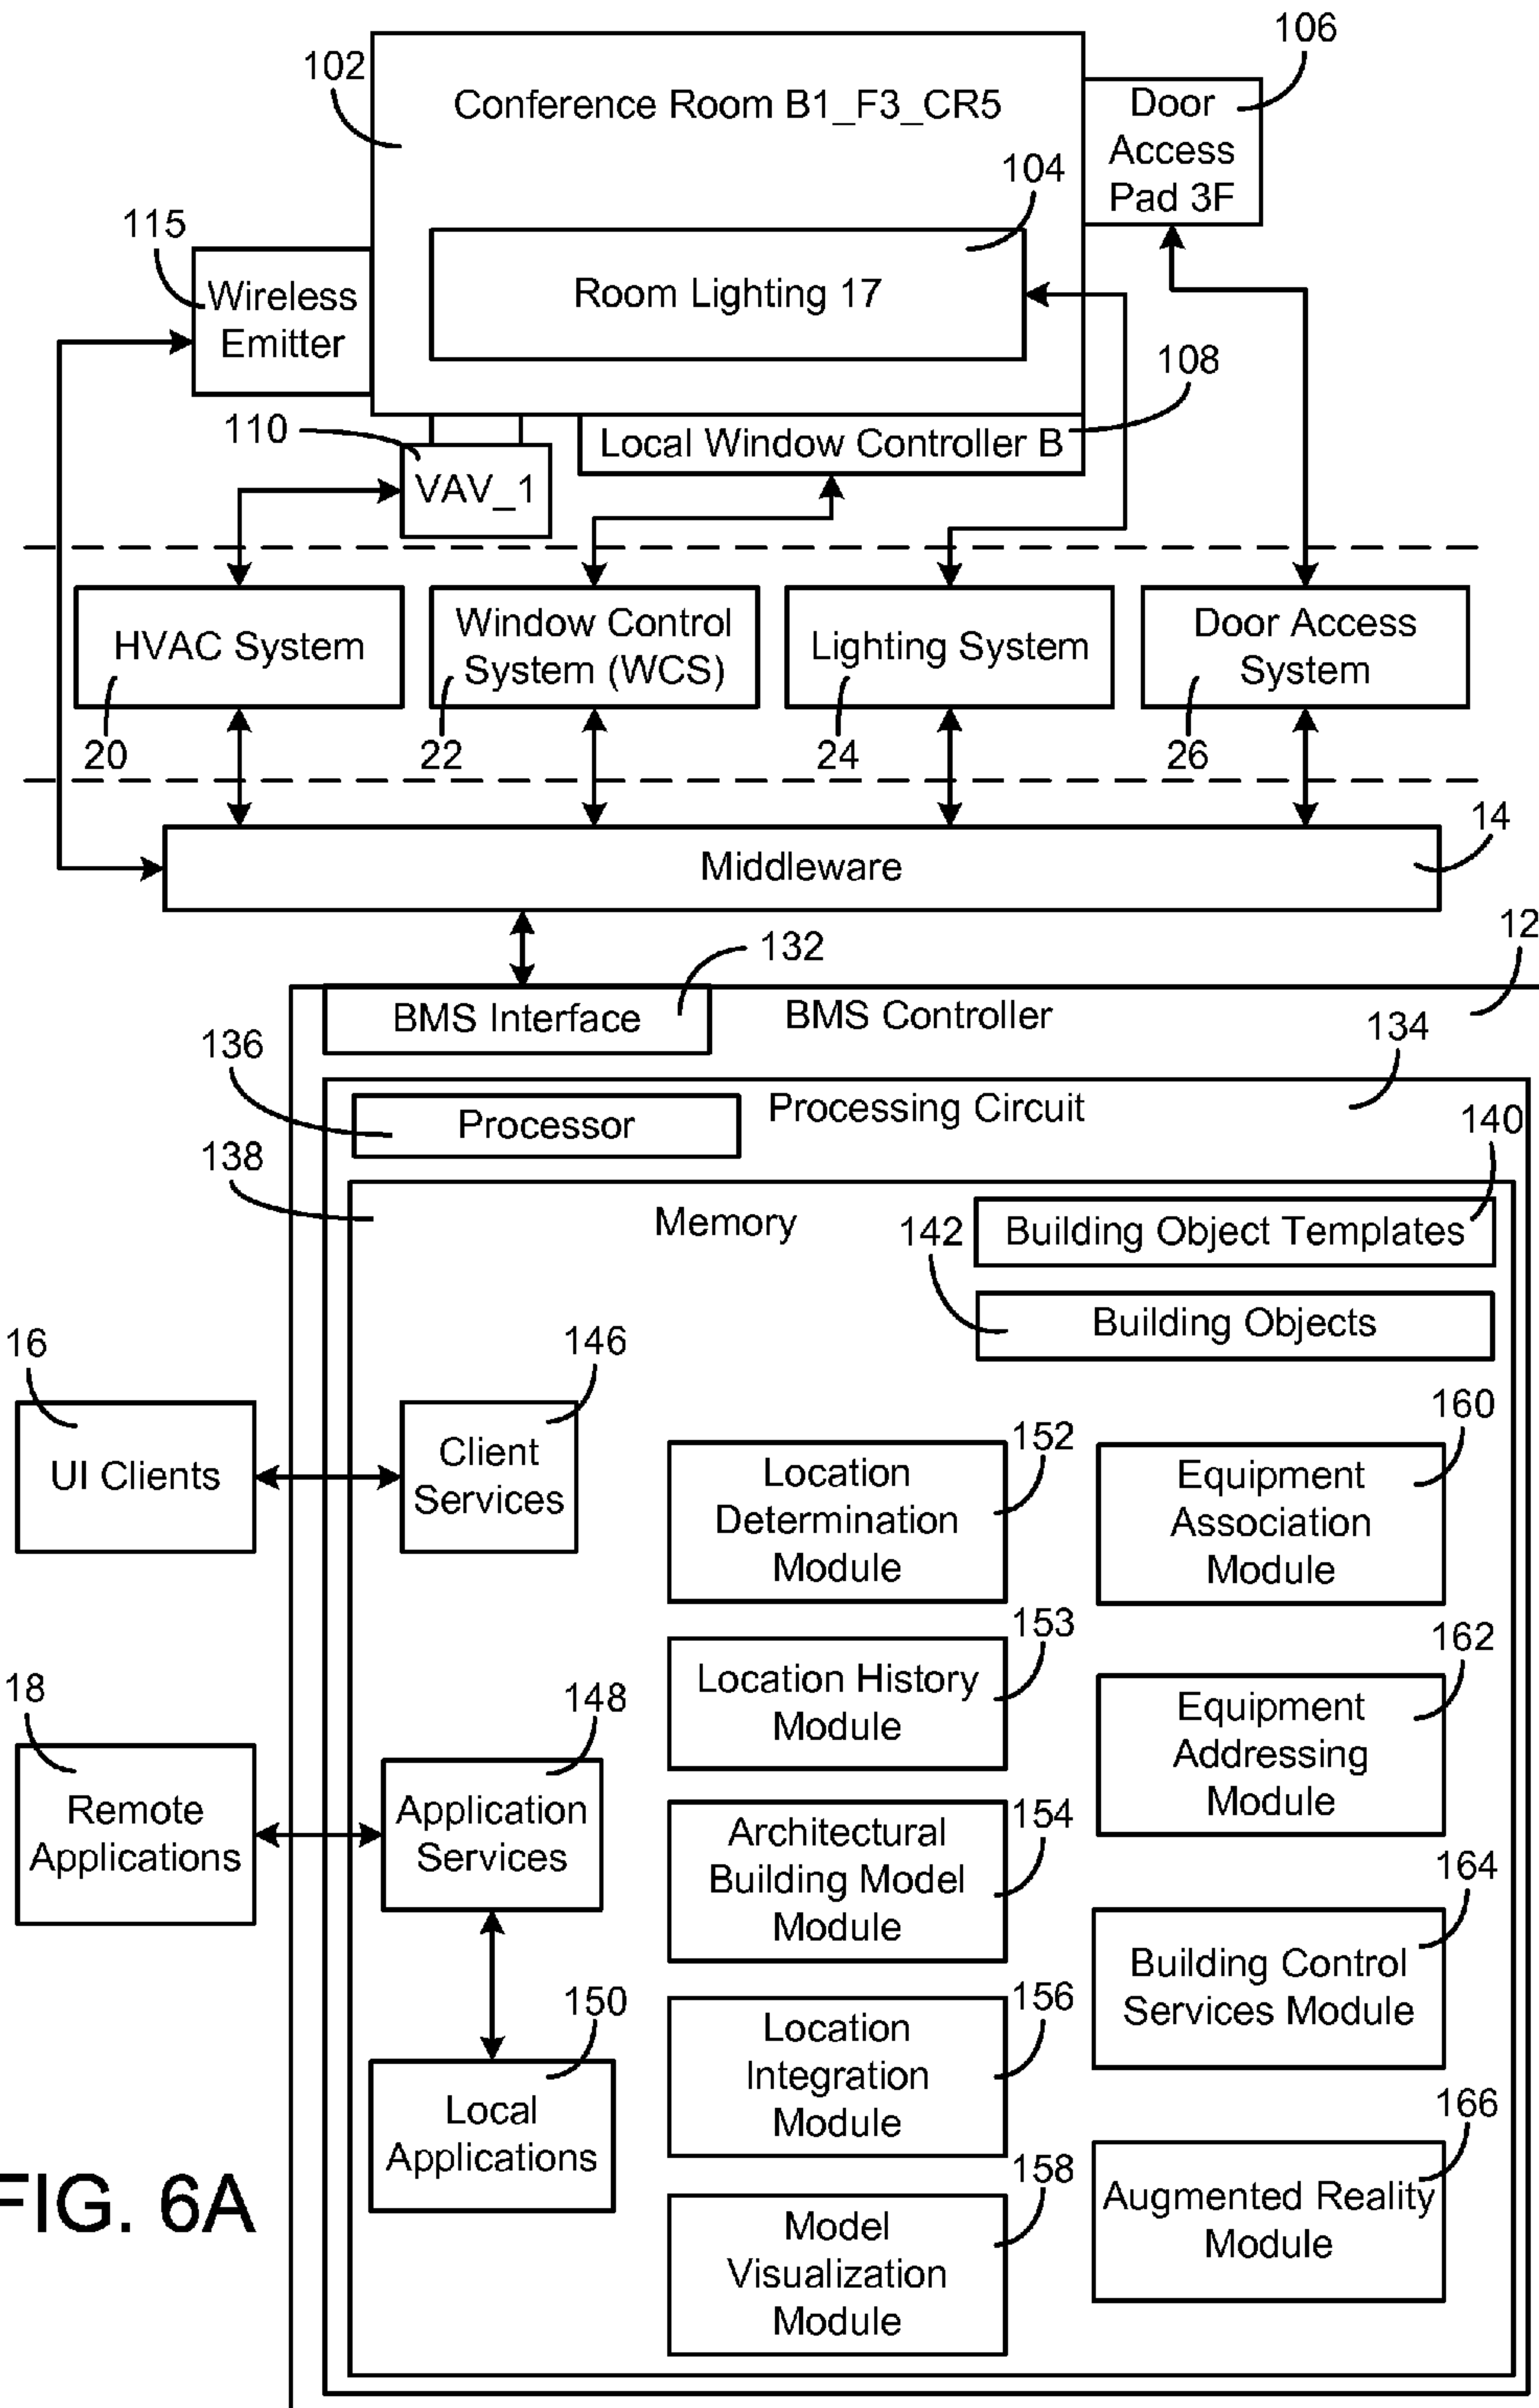 106
102
Conference Room B1_F3_CR5
Door
Access
Pad 3F
104
115
Wireless
Emitter
Room Lighting 17
108
110
Local Window Controller B
VAV_1
HVAC System
Window Control
System (WCS)
Lighting System
Door Access
System
20
22
24
26
14
Middleware
12
132
BMS Interface
BMS Controller
134
136
Processor
Processing Circuit
140
138
Memory
142
Building Object Templates
Building Objects
16
146
UI Clients
Client
Services
152
Location
Determination
Module
160
Equipment
Association
Module
153
Location History
Module
162
Equipment
Addressing
Module
18
148
Remote
Applications
Application
Services
154
Architectural
Building Model
Module
164
Building Control
Services Module
150
Local
Applications
156
Location
Integration
Module
166
Augmented Reality
Module
158
Model
Visualization
Module
FIG. 6A